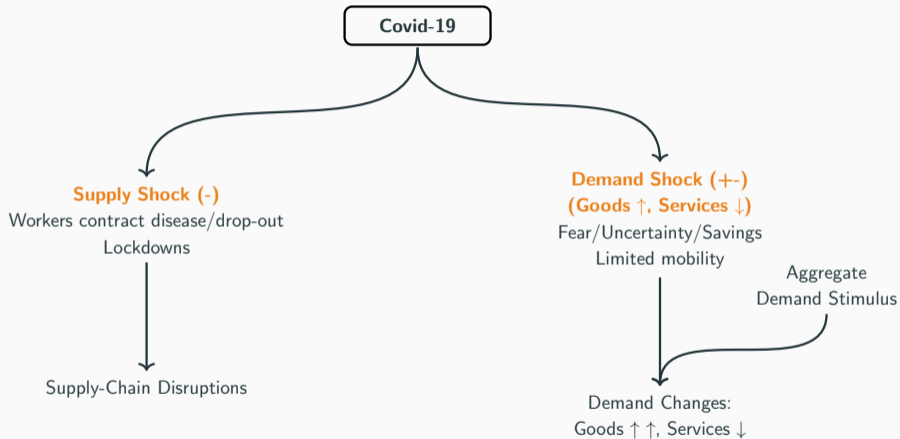 Covid-19
Supply Shock (-)
Workers contract disease/drop-out
Lockdowns
Supply-Chain Disruptions
Demand Shock (+-)
(Goods ↑, Services ↓)
Fear/Uncertainty/Savings
Limited mobility
Aggregate
Demand Stimulus
Demand Changes:
Goods ↑ ↑, Services ↓